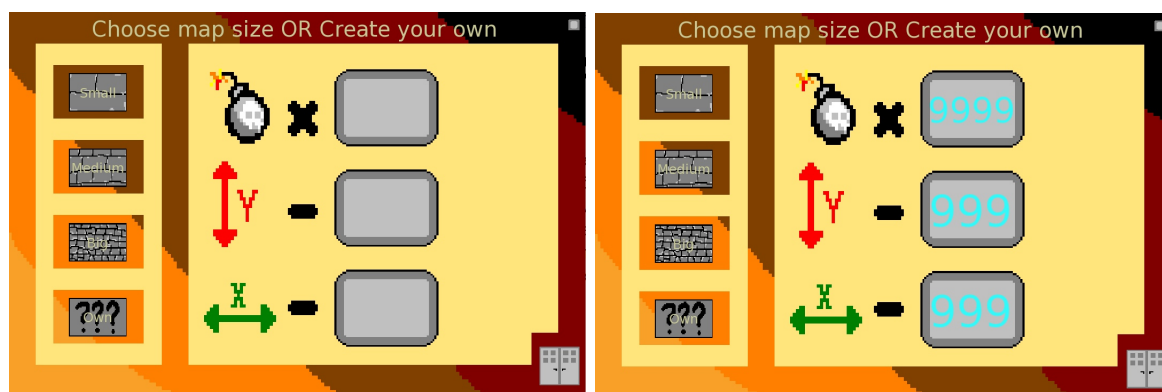 Choose map size OR Create your own
Small
Medium
Big
???
Own
x
Y -
X -
Choose map size OR Create your own
Small
Medium
Big
???
Own
x 9999
Y - 999
X - 999